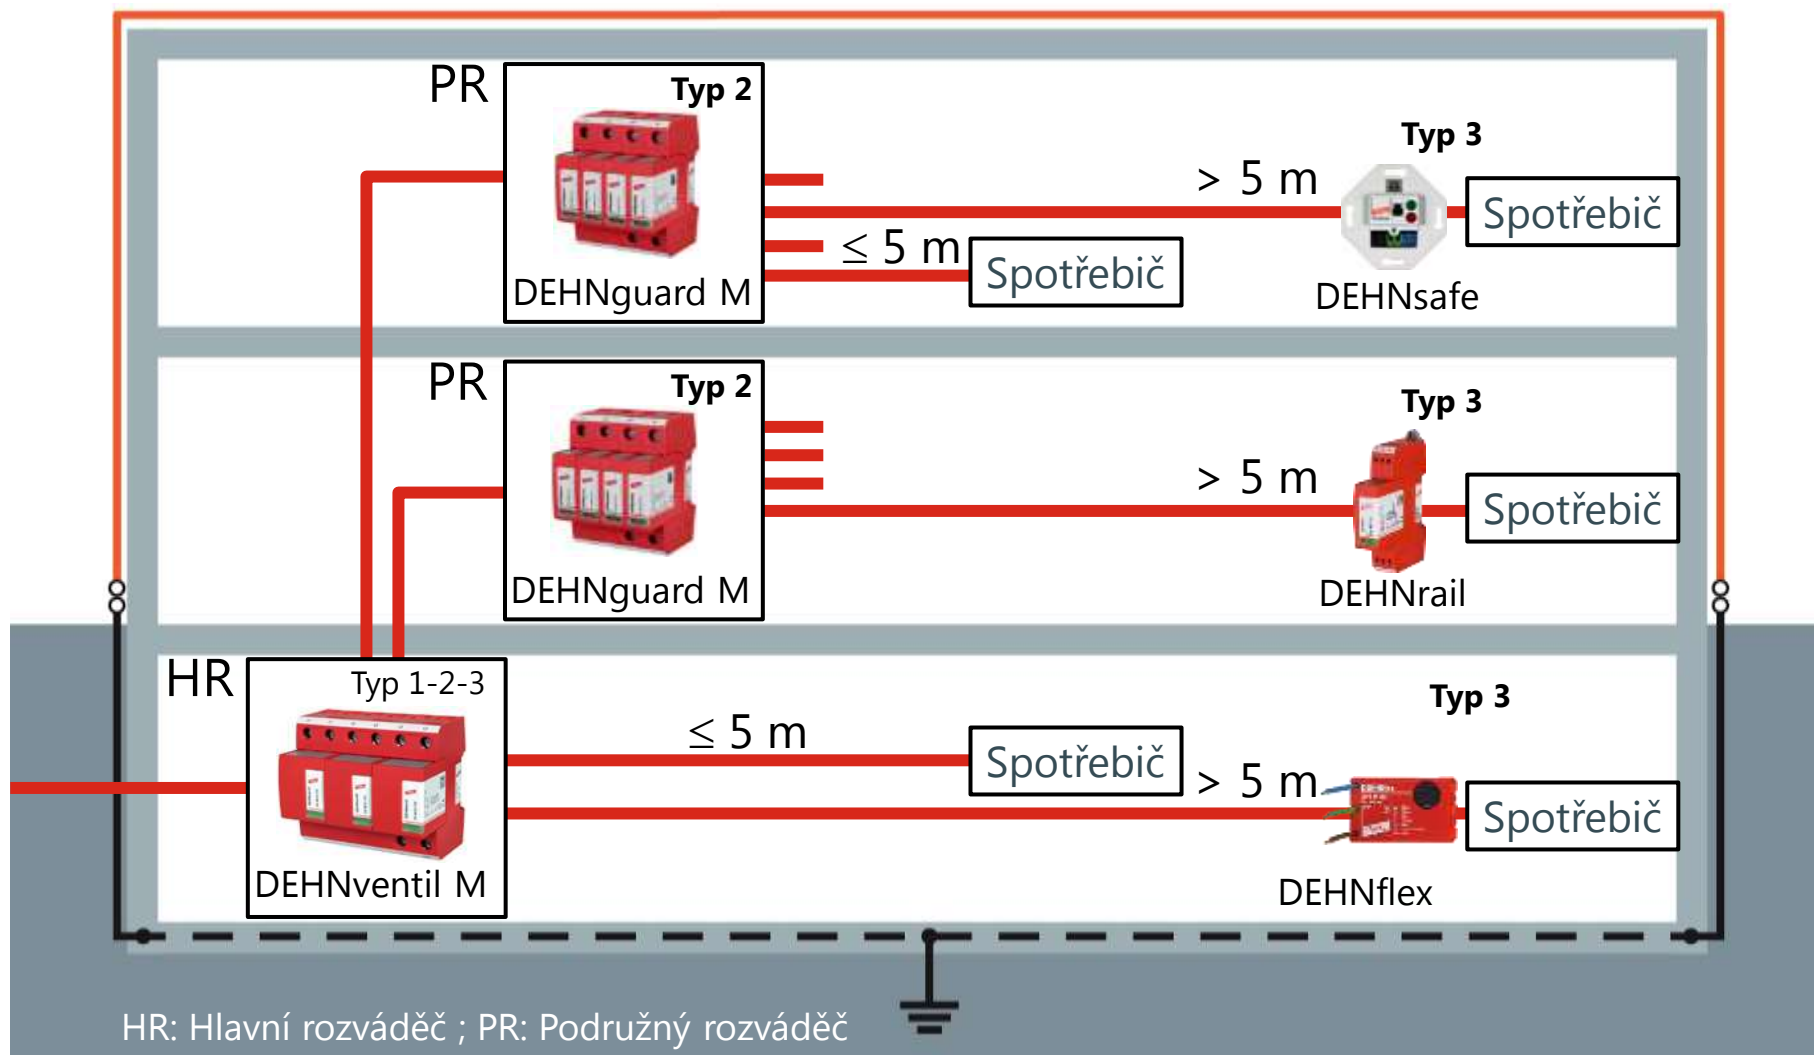 PR
Typ 2
DEHNguard M
> 5 m
Typ 3
DEHNsafe
Spotřebič
≤ 5 m
Spotřebič
PR
Typ 2
DEHNguard M
> 5 m
Typ 3
DEHNrail
Spotřebič
HR
Typ 1-2-3
DEHNventil M
≤ 5 m
Spotřebič
> 5 m
Typ 3
DEHNflex
Spotřebič
HR: Hlavní rozváděč ; PR: Podružný rozváděč